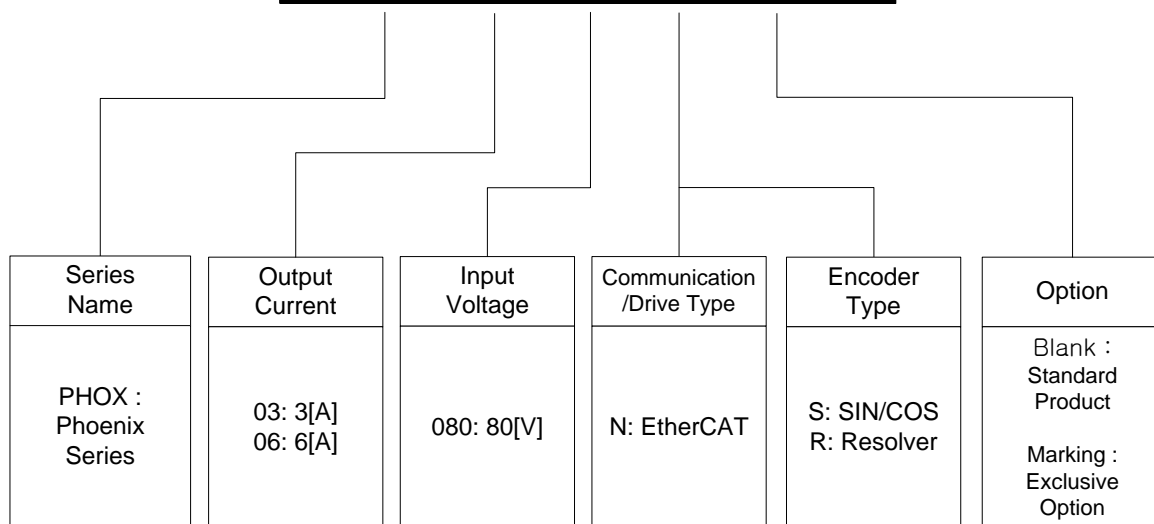 Series
Name
PHOX :
Phoenix
Series
Output
Current
03: 3[A]
06: 6[A]
Input
Voltage
080: 80[V]
Communication
/Drive Type
N: EtherCAT
Encoder
Type
S: SIN/COS
R: Resolver
Option
Blank :
Standard
Product
Marking :
Exclusive
Option